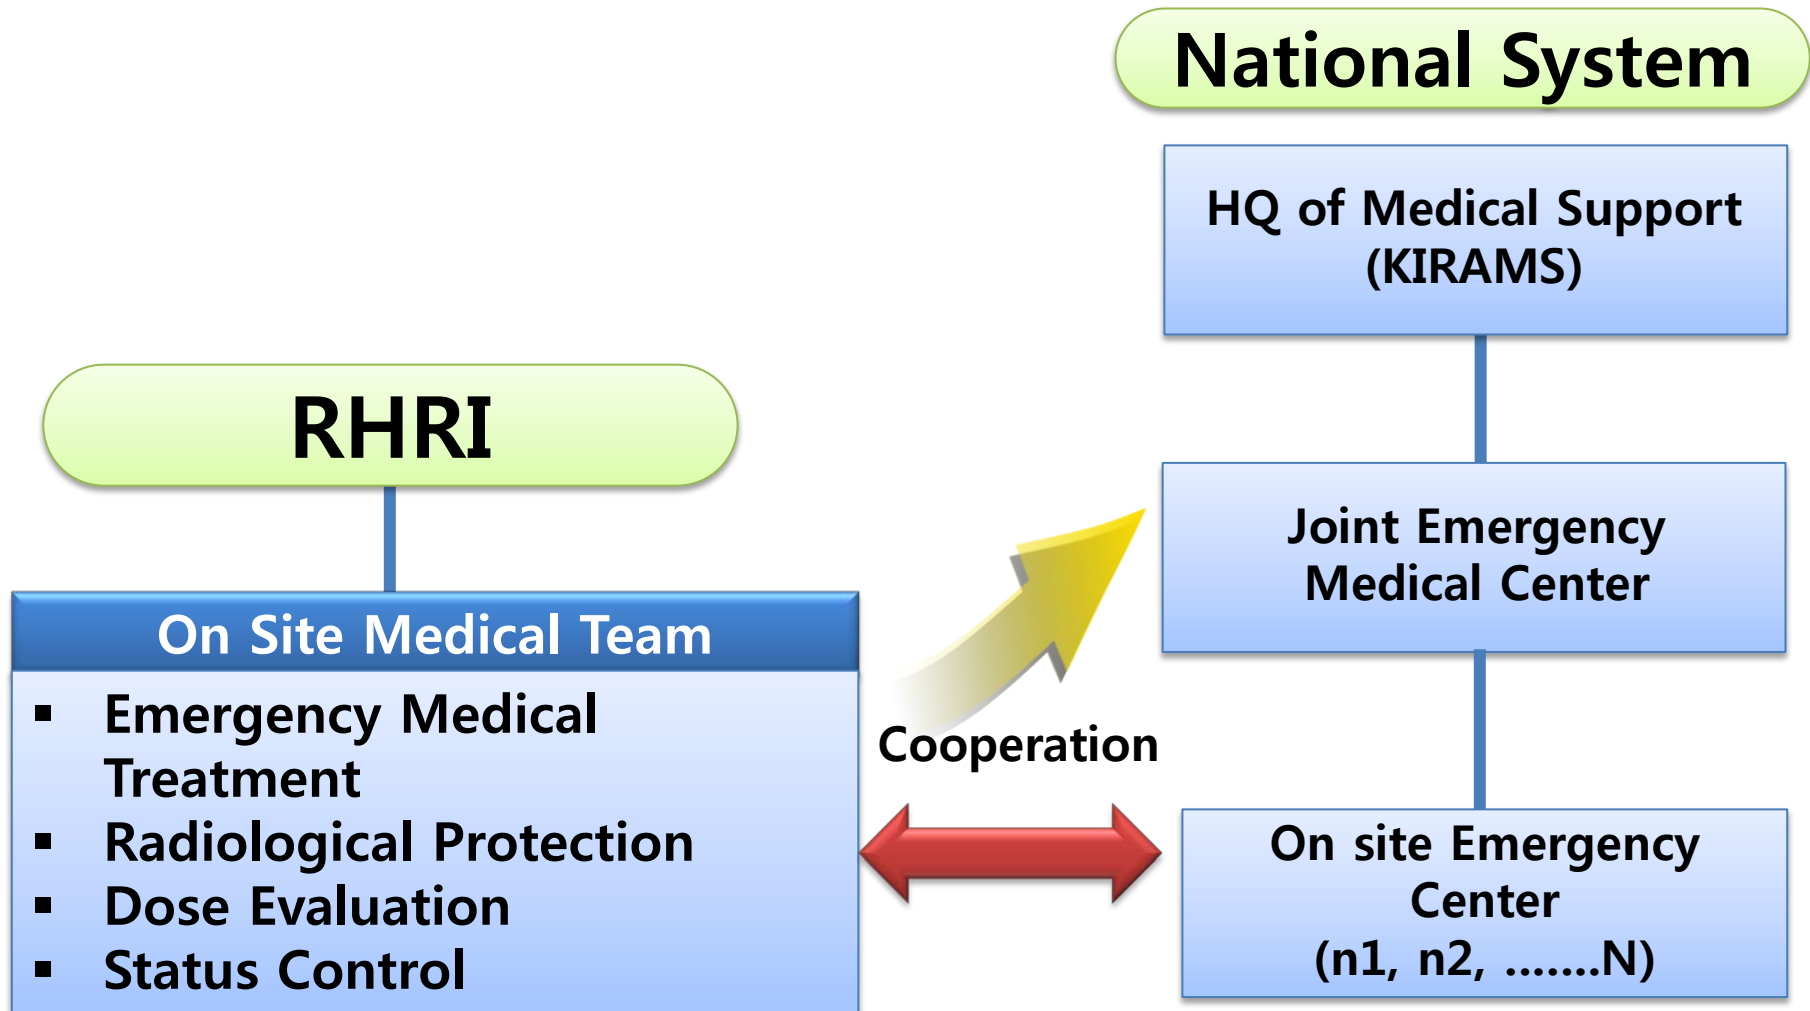 National System
HQ of Medical Support
(KIRAMS)
RHRI
Joint Emergency
Medical Center
On Site Medical Team
▪ Emergency Medical
Treatment
▪ Radiological Protection
▪ Dose Evaluation
▪ Status Control
Cooperation
On site Emergency
Center
(n1, n2, .......N)